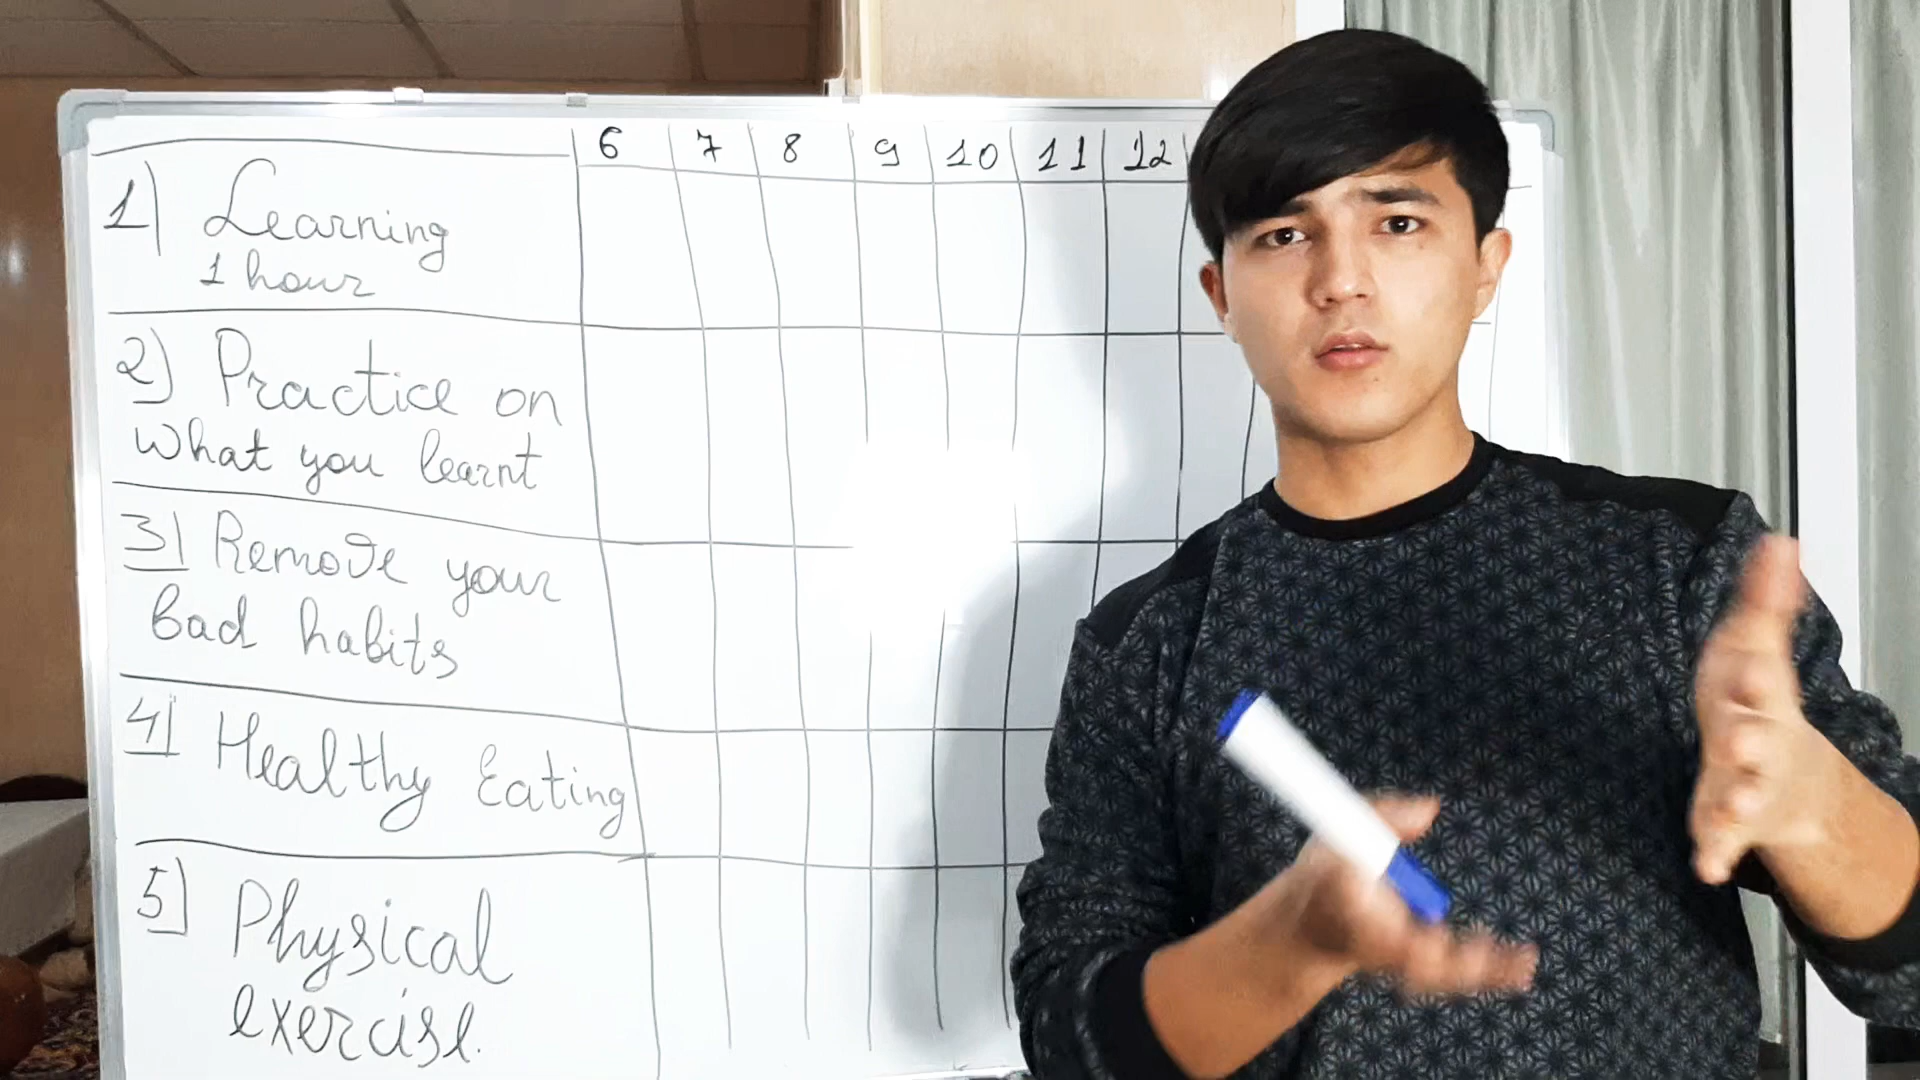 6 7 8 9 10 11 12
1) Learning
1 hour
2) Practice on
what you learnt
3) Remove your
bad habits
4) Healthy Eating
5) Physical
exercise.